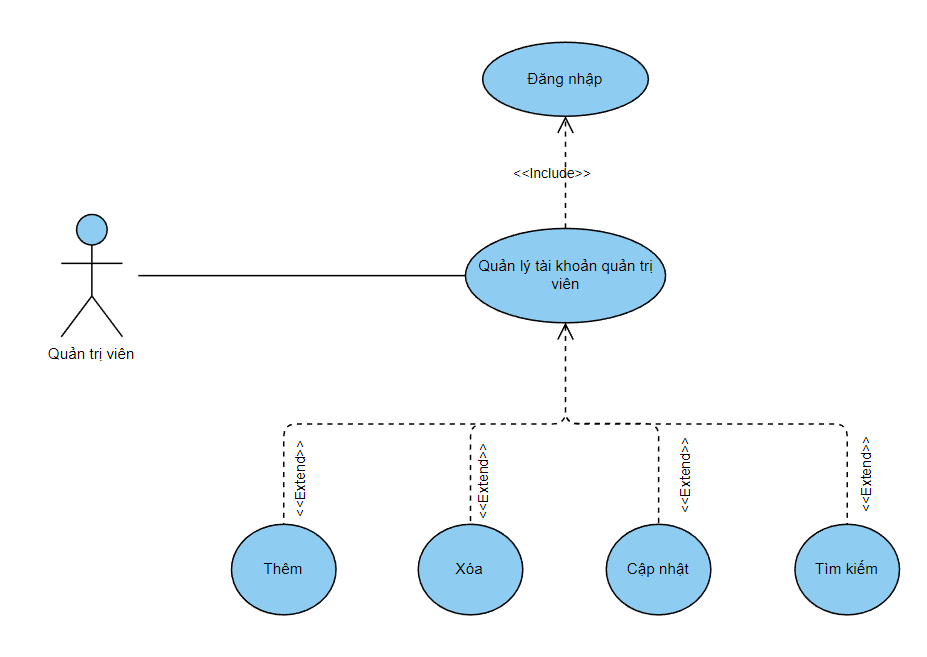 Đăng nhập
<<Include>>
Quản lý tài khoản quản trị
viên
Quản trị viên
<<Extend>>
<<Extend>>
<<Extend>>
<<Extend>>
Thêm
Xóa
Cập nhật
Tìm kiếm